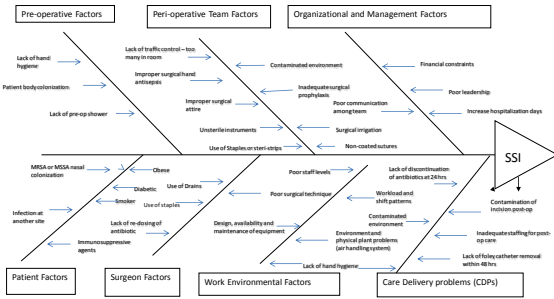 Pre-operative Factors
Peri-operative Team Factors
Organizational and Management Factors
Lack of hand
hygiene
Patient body colonization
Lack of pre-op shower
Lack of traffic control – too
many in room
Improper surgical hand
antisepsis
Improper surgical
attire
Unsterile instruments
Use of Staples or steri-strips
Contaminated environment
Inadequate surgical
prophylaxis
Surgical irrigation
Non-coated sutures
Poor communication
among team
Financial constraints
Poor leadership
Increase hospitalization days
SSI
MRSA or MSSA nasal
colonization
Infection at
another site
Obese
Diabetic
Smoker
Immunosuppressive
agents
Use of Drains
Use of staples
Lack of re-dosing of
antibiotic
Poor surgical technique
Poor staff levels
Design, availability and
maintenance of equipment
Workload and
shift patterns
Environment and
physical plant problems
(air handling system)
Lack of discontinuation
of antibiotics at 24 hrs
Contaminated
environment
Lack of hand hygiene
Contamination of
incision post-op
Inadequate staffing for post-
op care
Lack of foley catheter removal
within 48 hrs
Patient Factors
Surgeon Factors
Work Environmental Factors
Care Delivery problems (CDPs)